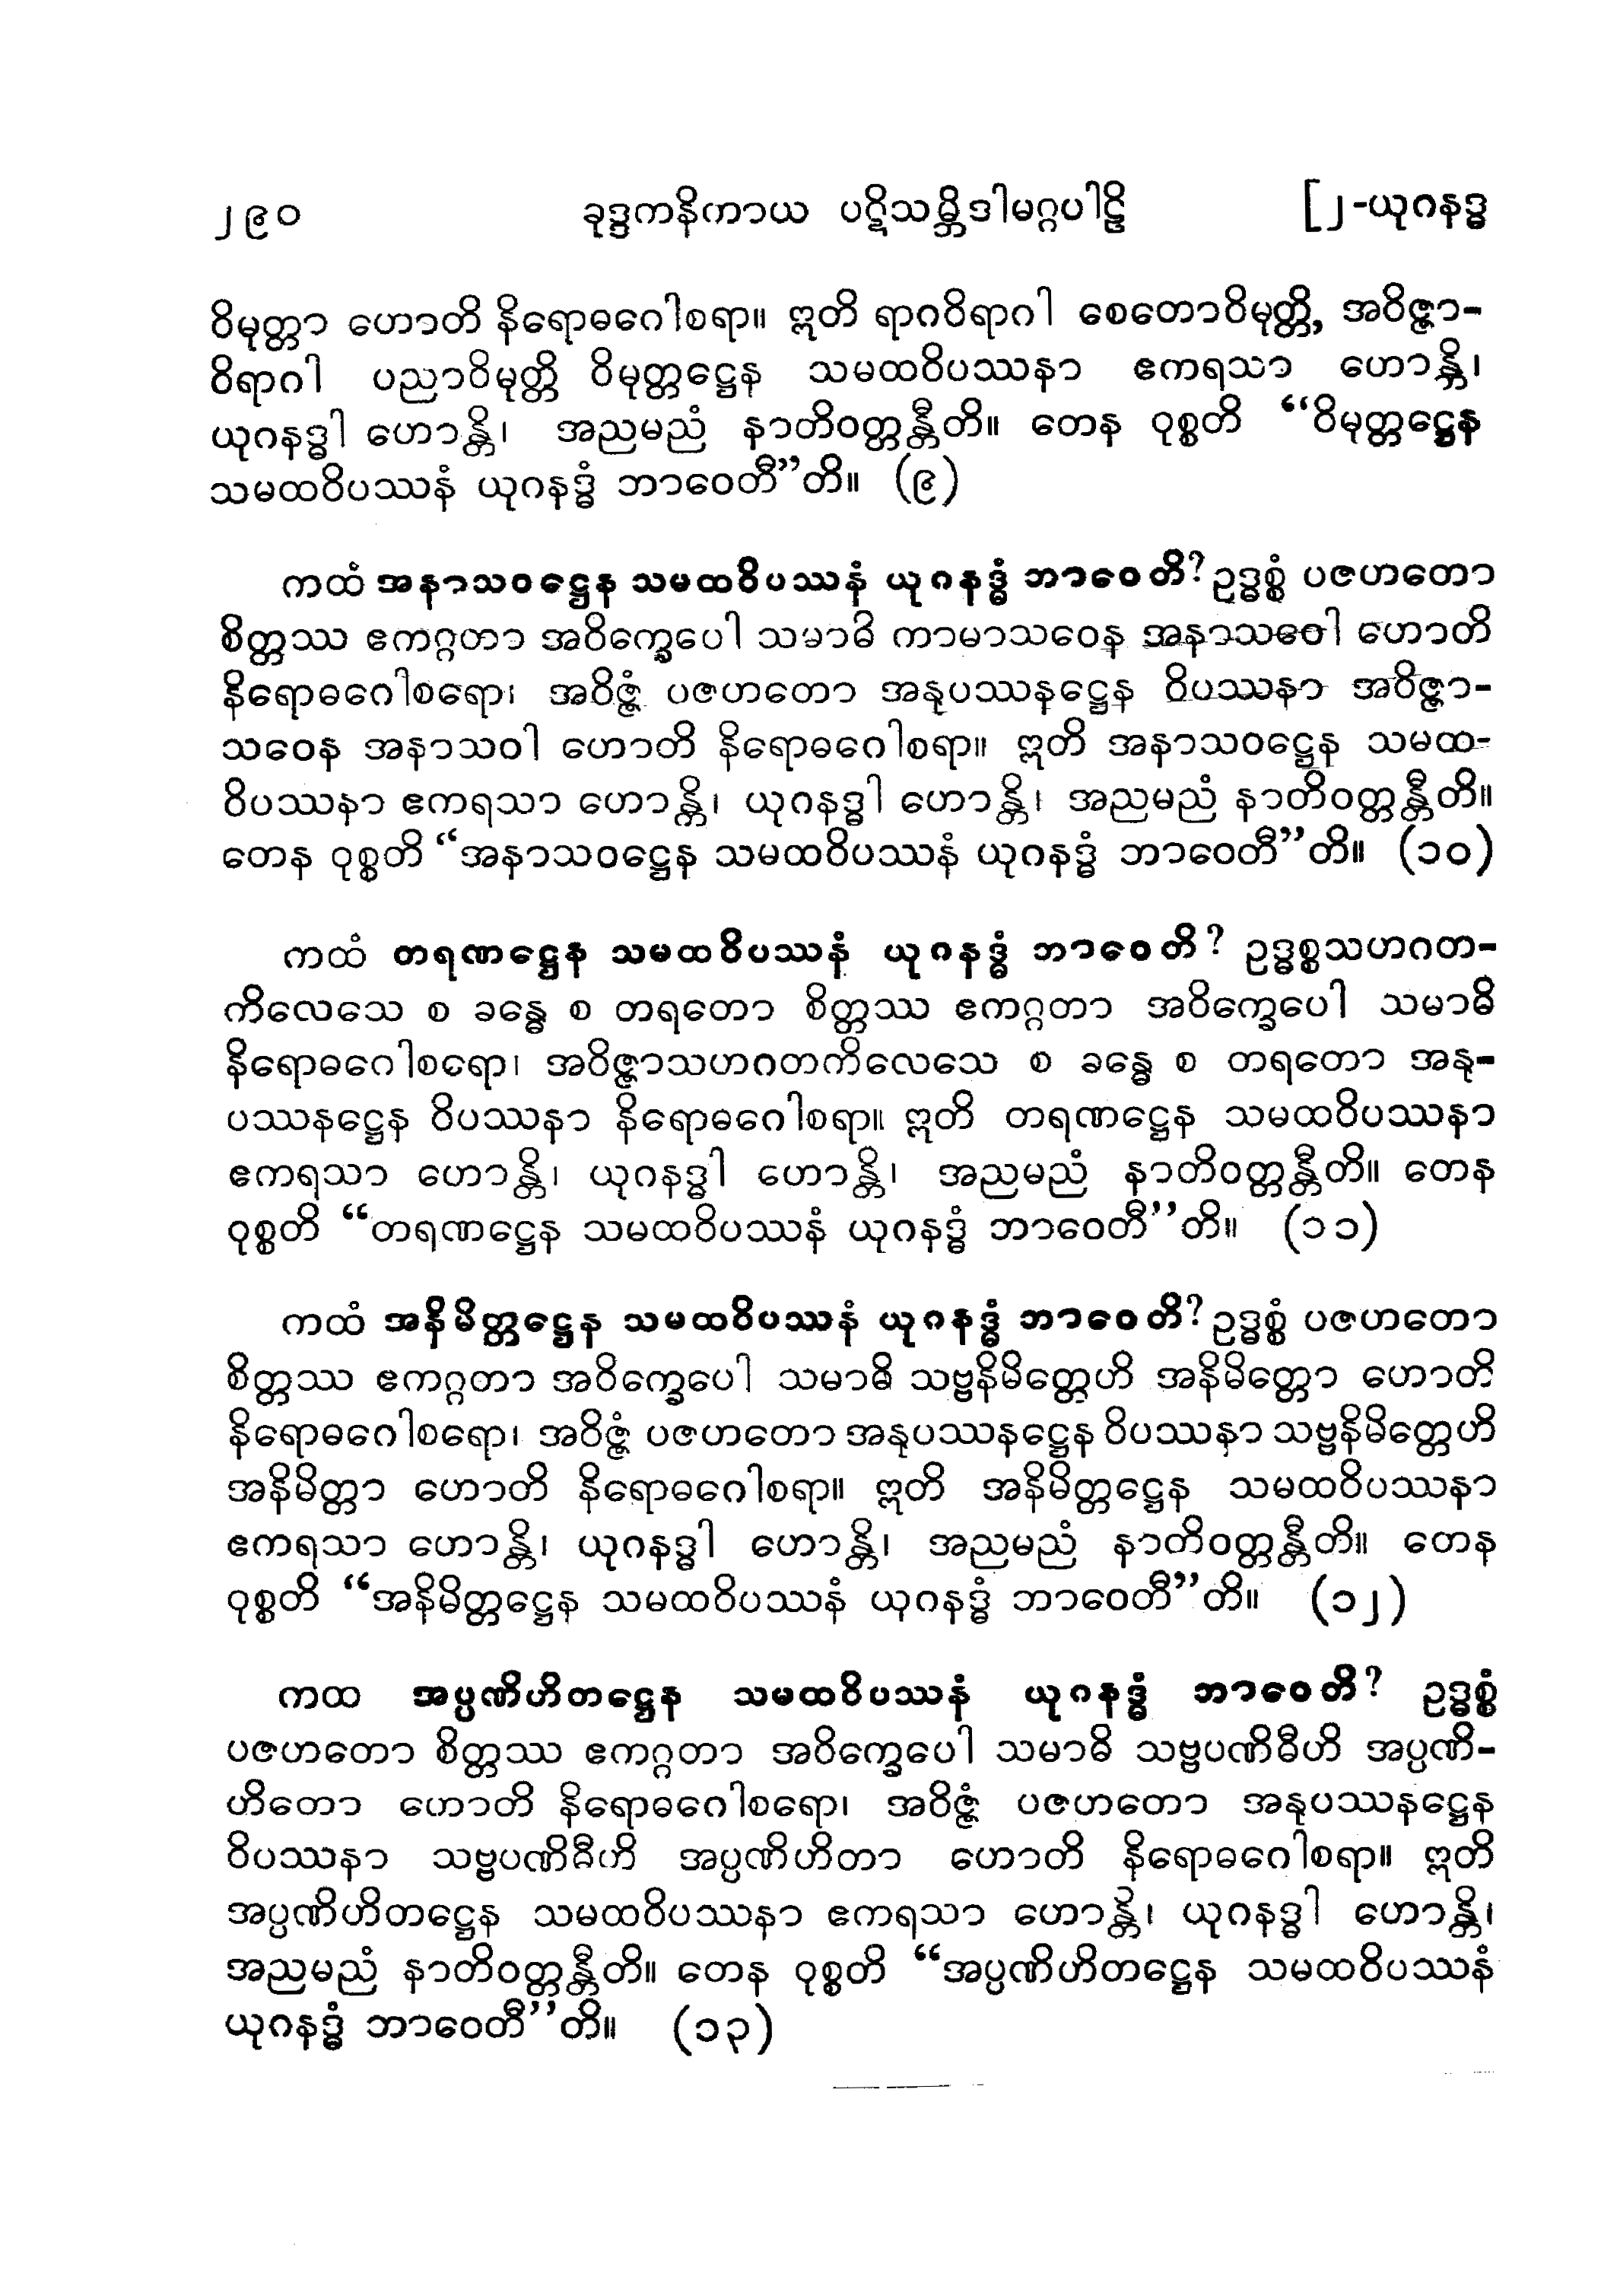 ၂၉၀ ခုဒ္ဒကနိကာယ ပဋိသမ္ဘိဒါမဂ္ဂပါဠိ [၂-ယုဂနဒ္ဓ
ဝိမုတ္တာ ဟောတိ နိရောဓဂေါစရာ။ ဣတိ ရာဂဝိရာဂါ စေတောဝိမုတ္တိ, အဝိဇ္ဇာ-
ဝိရာဂါ ပညာဝိမုတ္တိ ဝိမုတ္တဋ္ဌေန သမထဝိပဿနာ ဧကရသာ ဟောန္တိ၊
ယုဂနဒ္ဓါ ဟောန္တိ၊ အညမညံ နာတိဝတ္တန္တီတိ။ တေန ဝုစ္စတိ “ဝိမုတ္တဋ္ဌေန
သမထဝိပဿနံ ယုဂနဒ္ဓံ ဘာဝေတီ”တိ။ (၉)
ကထံ အနာသဝဋ္ဌေန သမထဝိပဿနံ ယုဂနဒ္ဓံ ဘာဝေတိ? ဥဒ္ဓစ္စံ ပဇဟတော
စိတ္တဿ ဧကဂ္ဂတာ အဝိက္ခေပေါ သမာဓိ ကာမာသဝေန အနာသဝေါ ဟောတိ
နိရောဓဂေါစရော၊ အဝိဇ္ဇံ ပဇဟတော အနုပဿနဋ္ဌေန ဝိပဿနာ အဝိဇ္ဇာ-
သဝေန အနာသဝါ ဟောတိ နိရောဓဂေါစရာ။ ဣတိ အနာသဝဋ္ဌေန သမထ-
ဝိပဿနာ ဧကရသာ ဟောန္တိ၊ ယုဂနဒ္ဓါ ဟောန္တိ၊ အညမညံ နာတိဝတ္တန္တီတိ။
တေန ဝုစ္စတိ “အနာသဝဋ္ဌေန သမထဝိပဿနံ ယုဂနဒ္ဓံ ဘာဝေတီ”တိ။ (၁၀)
ကထံ တရဏဋ္ဌေန သမထဝိပဿနံ ယုဂနဒ္ဓံ ဘာဝေတိ? ဥဒ္ဓစ္စသဟဂတ-
ကိလေသေ စ ခန္ဓေ စ တရတော စိတ္တဿ ဧကဂ္ဂတာ အဝိက္ခေပေါ သမာဓိ
နိရောဓဂေါစရော၊ အဝိဇ္ဇာသဟဂတကိလေသေ စ ခန္ဓေ စ တရတော အနု-
ပဿနဋ္ဌေန ဝိပဿနာ နိရောဓဂေါစရာ။ ဣတိ တရဏဋ္ဌေန သမထဝိပဿနာ
ဧကရသာ ဟောန္တိ၊ ယုဂနဒ္ဓါ ဟောန္တိ၊ အညမညံ နာတိဝတ္တန္တီတိ။ တေန
ဝုစ္စတိ “တရဏဋ္ဌေန သမထဝိပဿနံ ယုဂနဒ္ဓံ ဘာဝေတီ”တိ။ (၁၁)
ကထံ အနိမိတ္တဋ္ဌေန သမထဝိပဿနံ ယုဂနဒ္ဓံ ဘာဝေတိ? ဥဒ္ဓစ္စံ ပဇဟတော
စိတ္တဿ ဧကဂ္ဂတာ အဝိက္ခေပေါ သမာဓိ သဗ္ဗနိမိတ္တေဟိ အနိမိတ္တော ဟောတိ
နိရောဓဂေါစရော၊ အဝိဇ္ဇံ ပဇဟတော အနုပဿနဋ္ဌေန ဝိပဿနာ သဗ္ဗနိမိတ္တေဟိ
အနိမိတ္တာ ဟောတိ နိရောဓဂေါစရာ။ ဣတိ အနိမိတ္တဋ္ဌေန သမထဝိပဿနာ
ဧကရသာ ဟောန္တိ၊ ယုဂနဒ္ဓါ ဟောန္တိ၊ အညမညံ နာတိဝတ္တန္တီတိ။ တေန
ဝုစ္စတိ “အနိမိတ္တဋ္ဌေန သမထဝိပဿနံ ယုဂနဒ္ဓံ ဘာဝေတီ”တိ။ (၁၂)
ကထ အပ္ပဏိဟိတဋ္ဌေန သမထဝိပဿနံ ယုဂနဒ္ဓံ ဘာဝေတိ? ဥဒ္ဓစ္စံ
ပဇဟတော စိတ္တဿ ဧကဂ္ဂတာ အဝိက္ခေပေါ သမာဓိ သဗ္ဗပဏိဓီဟိ အပ္ပဏိ-
ဟိတော ဟောတိ နိရောဓဂေါစရော၊ အဝိဇ္ဇံ ပဇဟတော အနုပဿနဋ္ဌေန
ဝိပဿနာ သဗ္ဗပဏိဓီဟိ အပ္ပဏိဟိတာ ဟောတိ နိရောဓဂေါစရာ။ ဣတိ
အပ္ပဏိဟိတဋ္ဌေန သမထဝိပဿနာ ဧကရသာ ဟောန္တိ၊ ယုဂနဒ္ဓါ ဟောန္တိ၊
အညမညံ နာတိဝတ္တန္တီတိ။ တေန ဝုစ္စတိ “အပ္ပဏိဟိတဋ္ဌေန သမထဝိပဿနံ
ယုဂနဒ္ဓံ ဘာဝေတီ”တိ။ (၁၃)